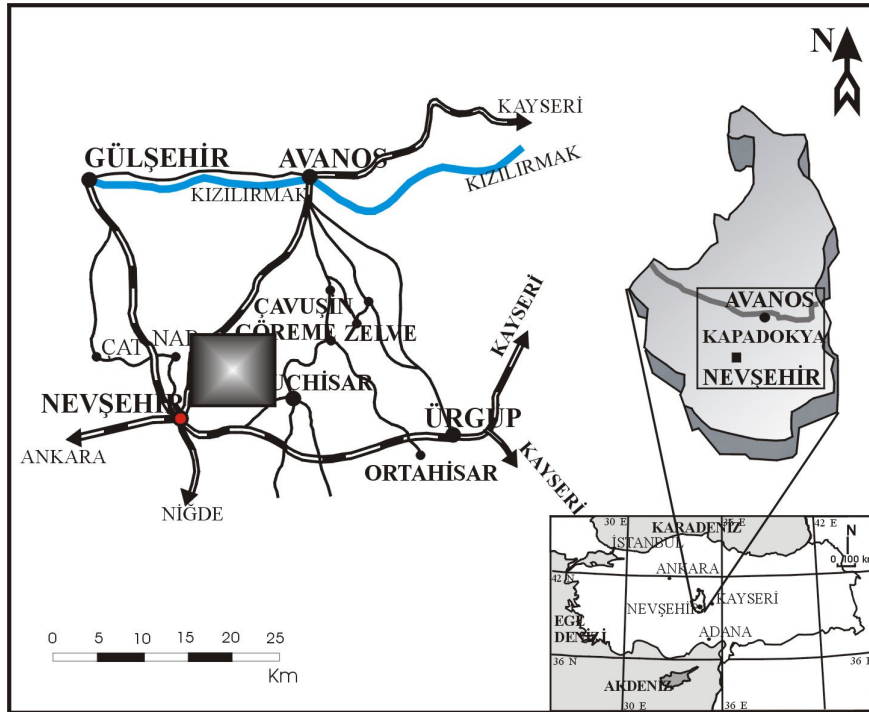 N
KAYSERİ
GÜLŞEHİR
AVANOS
KIZILIRMAK
KIZILIRMAK
ÇAVUŞİN
GÖREME
ZELVE
KAYSERİ
ÇAT
NAR
UÇHİSAR
NEVŞEHİR
ÜRGÜP
ANKARA
ORTAHİSAR
KAYSERİ
NİĞDE
AVANOS
KAPADOKYA
NEVŞEHİR
30 E
35 E
42 E
KARADENİZ
N
İSTANBUL
0 100 km
ANKARA
42 N
NEVŞEHİR
KAYSERİ
EGE
DENİZİ
ADANA
36 N
36 E
AKDENİZ
30 E
36 E
0 5 10 15 20 25
Km